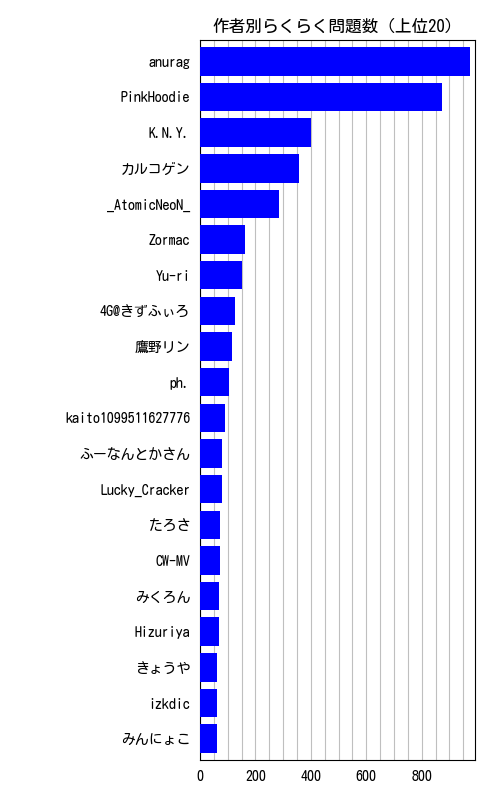 作者別らくらく問題数（上位20）
anurag
PinkHoodie
K.N.Y.
カルコゲン
_AtomicNeoN_
Zormac
Yu-ri
4G@きずふぃろ
鷹野リン
ph.
kaito1099511627776
ふーなんとかさん
Lucky_Cracker
たろさ
CW-MV
みくろん
Hizuriya
きょうや
izkdic
みんにょこ
0 200 400 600 800